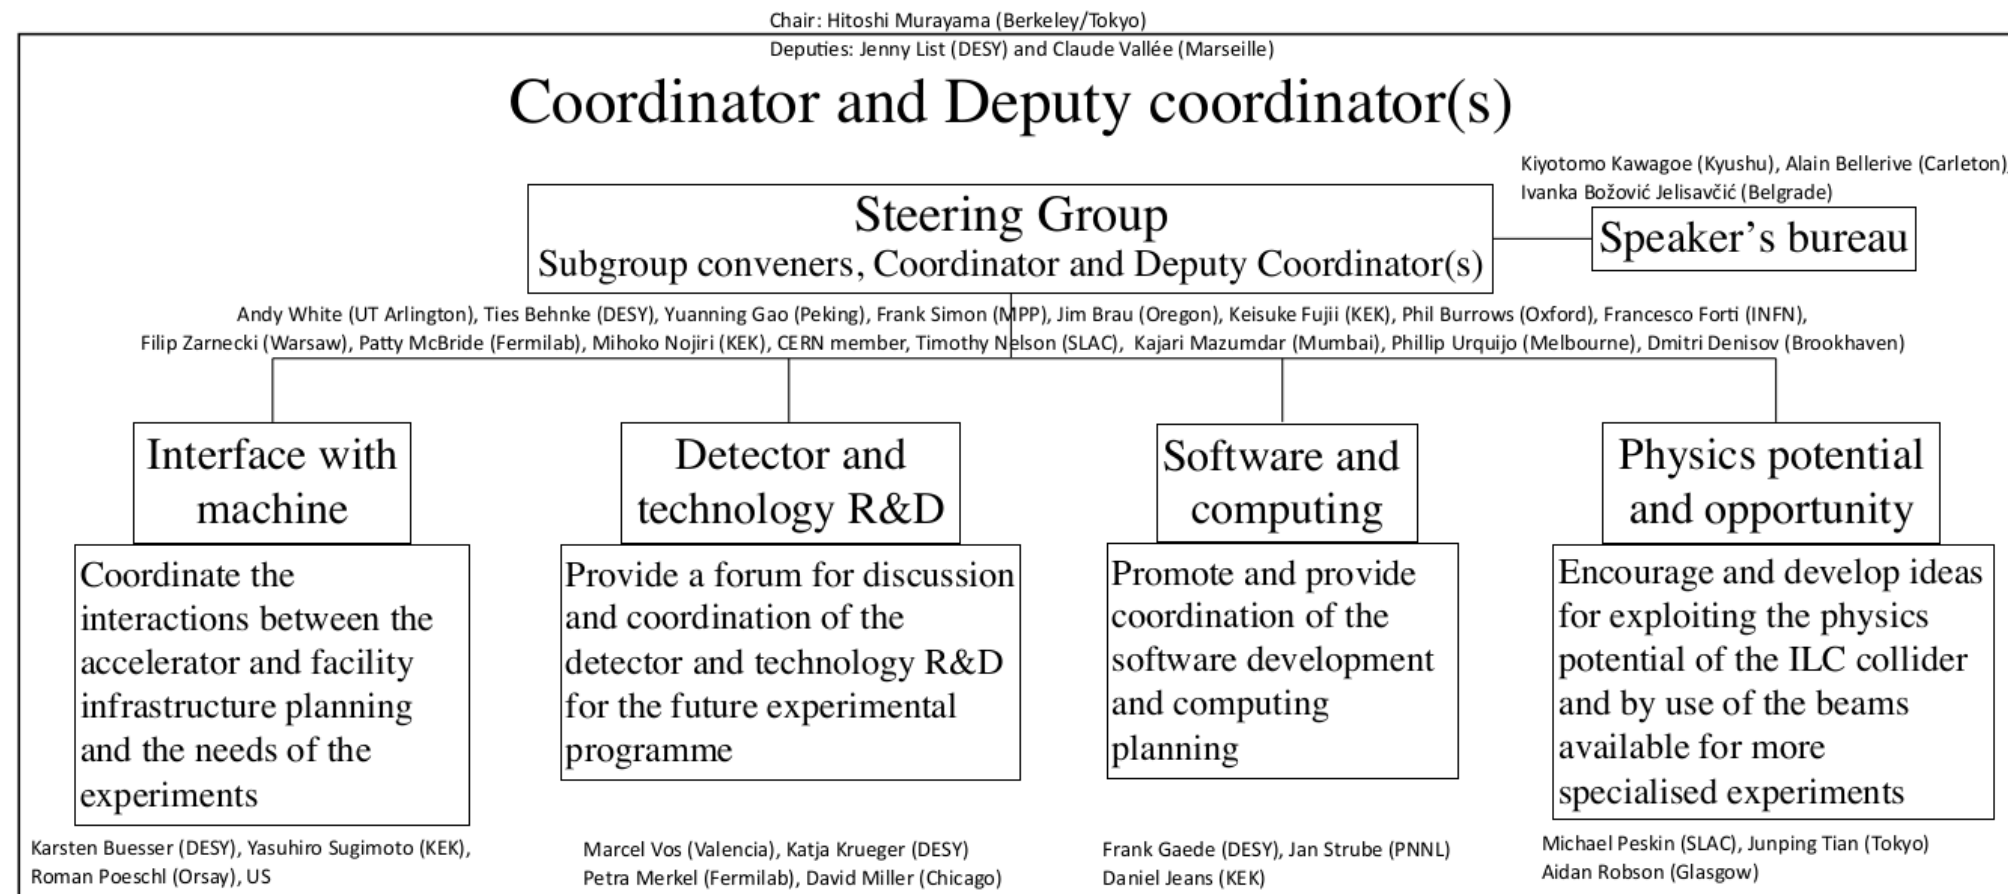 Chair: Hitoshi Murayama (Berkeley/Tokyo)
Deputies: Jenny List (DESY) and Claude Vallée (Marseille)
Coordinator and Deputy coordinator(s)
Kiyotomo Kawagoe (Kyushu), Alain Bellerive (Carleton),
Ivanka Božović Jelisavčić (Belgrade)
Speaker’s bureau
Steering Group
Subgroup conveners, Coordinator and Deputy Coordinator(s)
Andy White (UT Arlington), Ties Behnke (DESY), Yuanning Gao (Peking), Frank Simon (MPP), Jim Brau (Oregon), Keisuke Fujii (KEK), Phil Burrows (Oxford), Francesco Forti (INFN),
Filip Zarnecki (Warsaw), Patty McBride (Fermilab), Mihoko Nojiri (KEK), CERN member, Timothy Nelson (SLAC), Kajari Mazumdar (Mumbai), Phillip Urquijo (Melbourne), Dmitri Denisov (Brookhaven)
Interface with
machine
Coordinate the
interactions between the
accelerator and facility
infrastructure planning
and the needs of the
experiments
Karsten Buesser (DESY), Yasuhiro Sugimoto (KEK),
Roman Poeschl (Orsay), US
Detector and
technology R&D
Provide a forum for discussion
and coordination of the
detector and technology R&D
for the future experimental
programme
Marcel Vos (Valencia), Katja Krueger (DESY)
Petra Merkel (Fermilab), David Miller (Chicago)
Software and
computing
Promote and provide
coordination of the
software development
and computing
planning
Frank Gaede (DESY), Jan Strube (PNNL)
Daniel Jeans (KEK)
Physics potential
and opportunity
Encourage and develop ideas
for exploiting the physics
potential of the ILC collider
and by use of the beams
available for more
specialised experiments
Michael Peskin (SLAC), Junping Tian (Tokyo)
Aidan Robson (Glasgow)